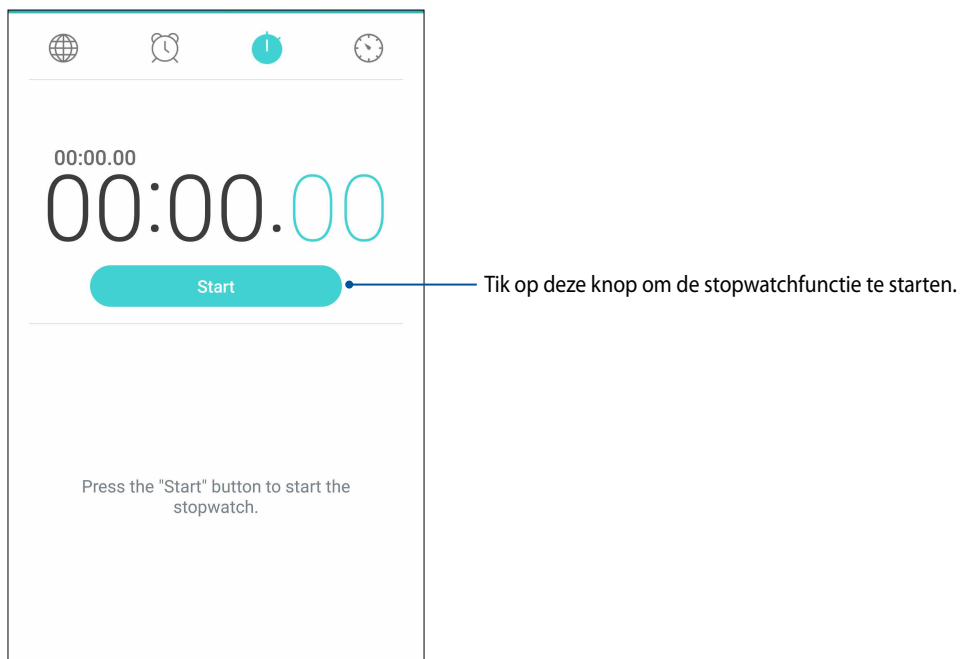 00:00.00
00:00.00
Start
Tik op deze knop om de stopwatchfunctie te starten.
Press the "Start" button to start the
stopwatch.